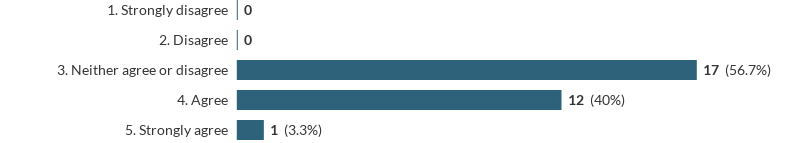 1. Strongly disagree 0
2. Disagree 0
3. Neither agree or disagree 17 (56.7%)
4. Agree 12 (40%)
5. Strongly agree 1 (3.3%)